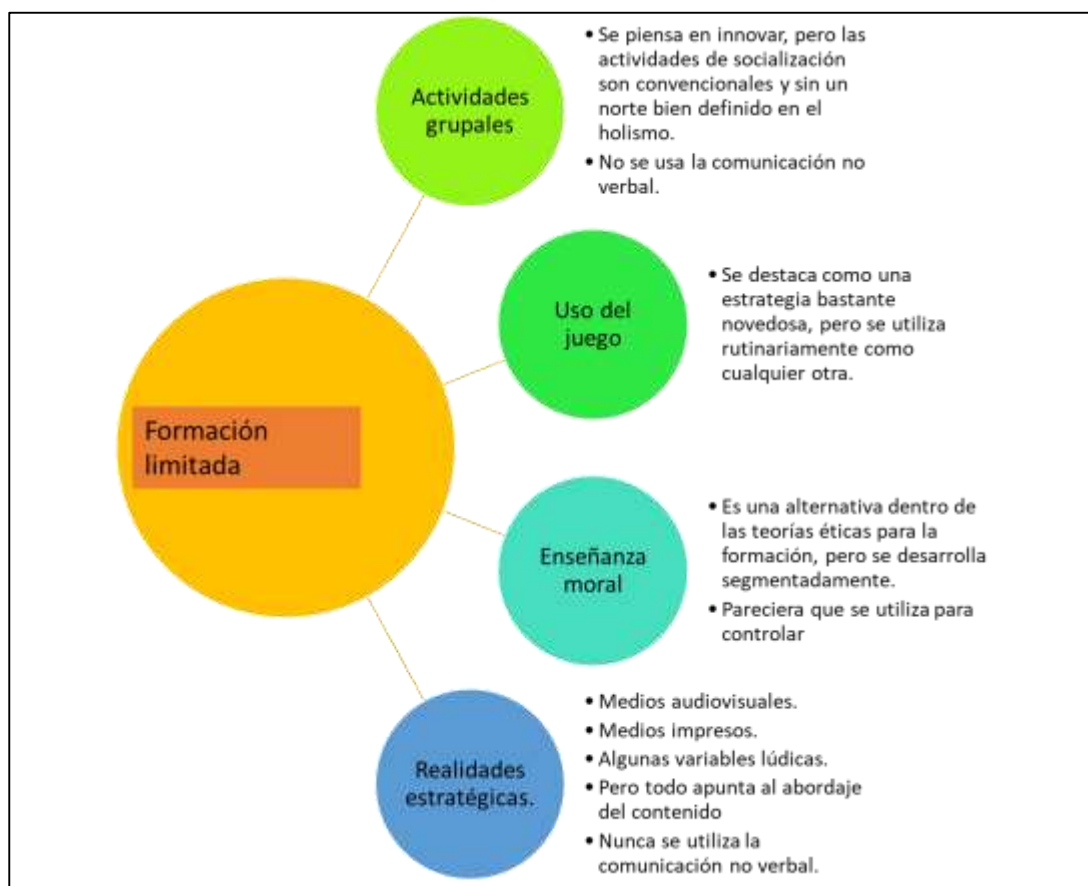 Actividades
grupales
• Se piensa en innovar, pero las
actividades de socialización
son convencionales y sin un
norte bien definido en el
holismo.
• No se usa la comunicación no
verbal.
Uso del
juego
• Se destaca como una
estrategia bastante
novedosa, pero se utiliza
rutinariamente como
cualquier otra.
Formación
limitada
Enseñanza
moral
• Es una alternativa dentro de
las teorías éticas para la
formación, pero se desarrolla
segmentadamente.
• Pareciera que se utiliza para
controlar
Realidades
estratégicas.
• Medios audiovisuales.
• Medios impresos.
• Algunas variables lúdicas.
• Pero todo apunta al abordaje
del contenido
• Nunca se utiliza la
comunicación no verbal.